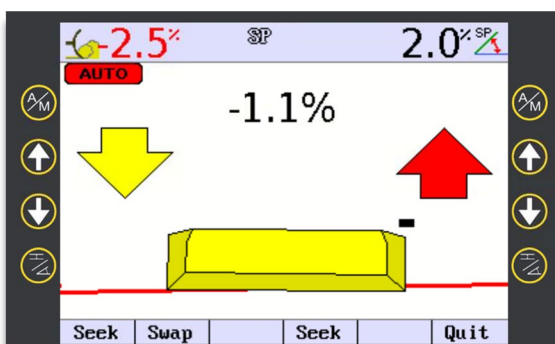 -2.5% SP 2.0% SP
AUTO
-1.1%
A/M A/M
Seek Swap Seek Quit